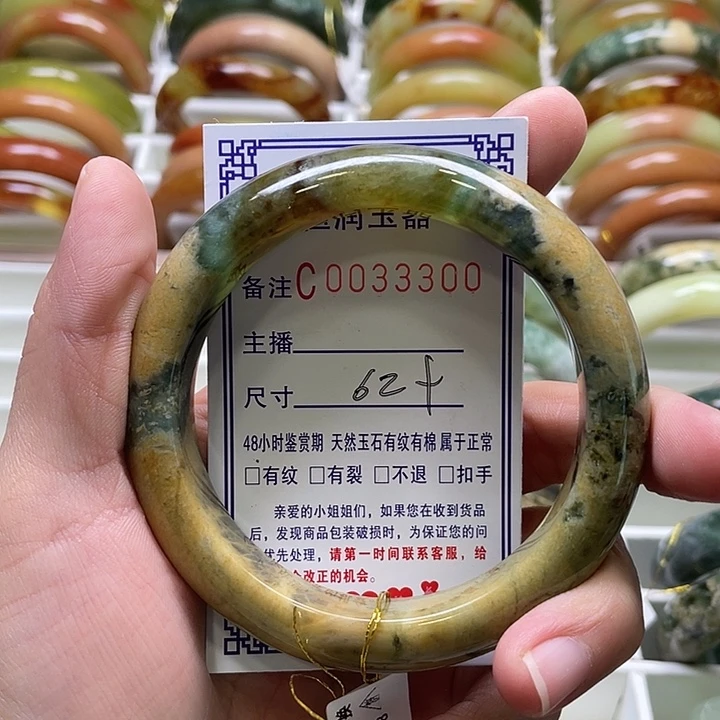 润玉器
备注C0033300
主播
尺寸 62+
48小时鉴赏期 天然玉石有纹有棉 属于正常
□有纹 □有裂 □不退 □扣手
亲爱的小姐姐们，如果您在收到货品
后，发现商品包装破损时，为保证您的问
优先处理，请第一时间联系客服，给
改正的机会。